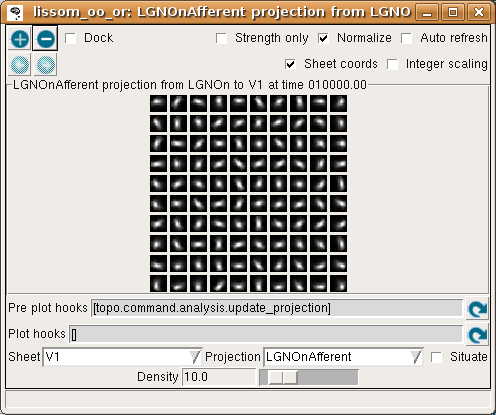 lissom_oo_or: LGNOnAfferent projection from LGNO
Dock Strength only Normalize Auto refresh
Sheet coords Integer scaling
LGNOnAfferent projection from LGNOn to V1 at time 010000.00
Pre plot hooks [topo.command.analysis.update_projection]
Plot hooks []
Sheet V1 Projection LGNOnAfferent Situate
Density 10.0